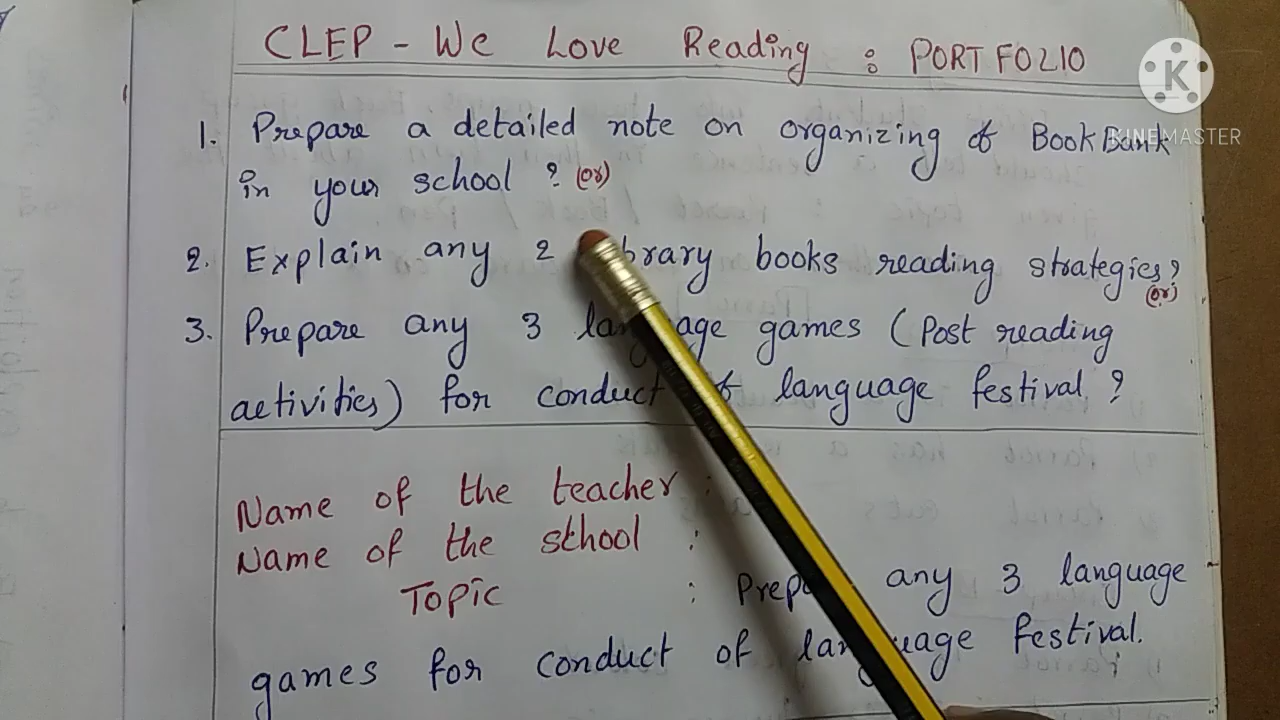 CLEP - We Love Reading : PORTFOLIO
1. Prepare a detailed note on organizing of Book Bank
in your school ? (or)
2. Explain any 2 library books reading strategies?
(or)
3. Prepare any 3 language games (Post reading
activities) for conduct of language festival ?
Name of the teacher :
Name of the school :
Topic : Prepare any 3 language
games for conduct of language festival.
K
KINEMASTER